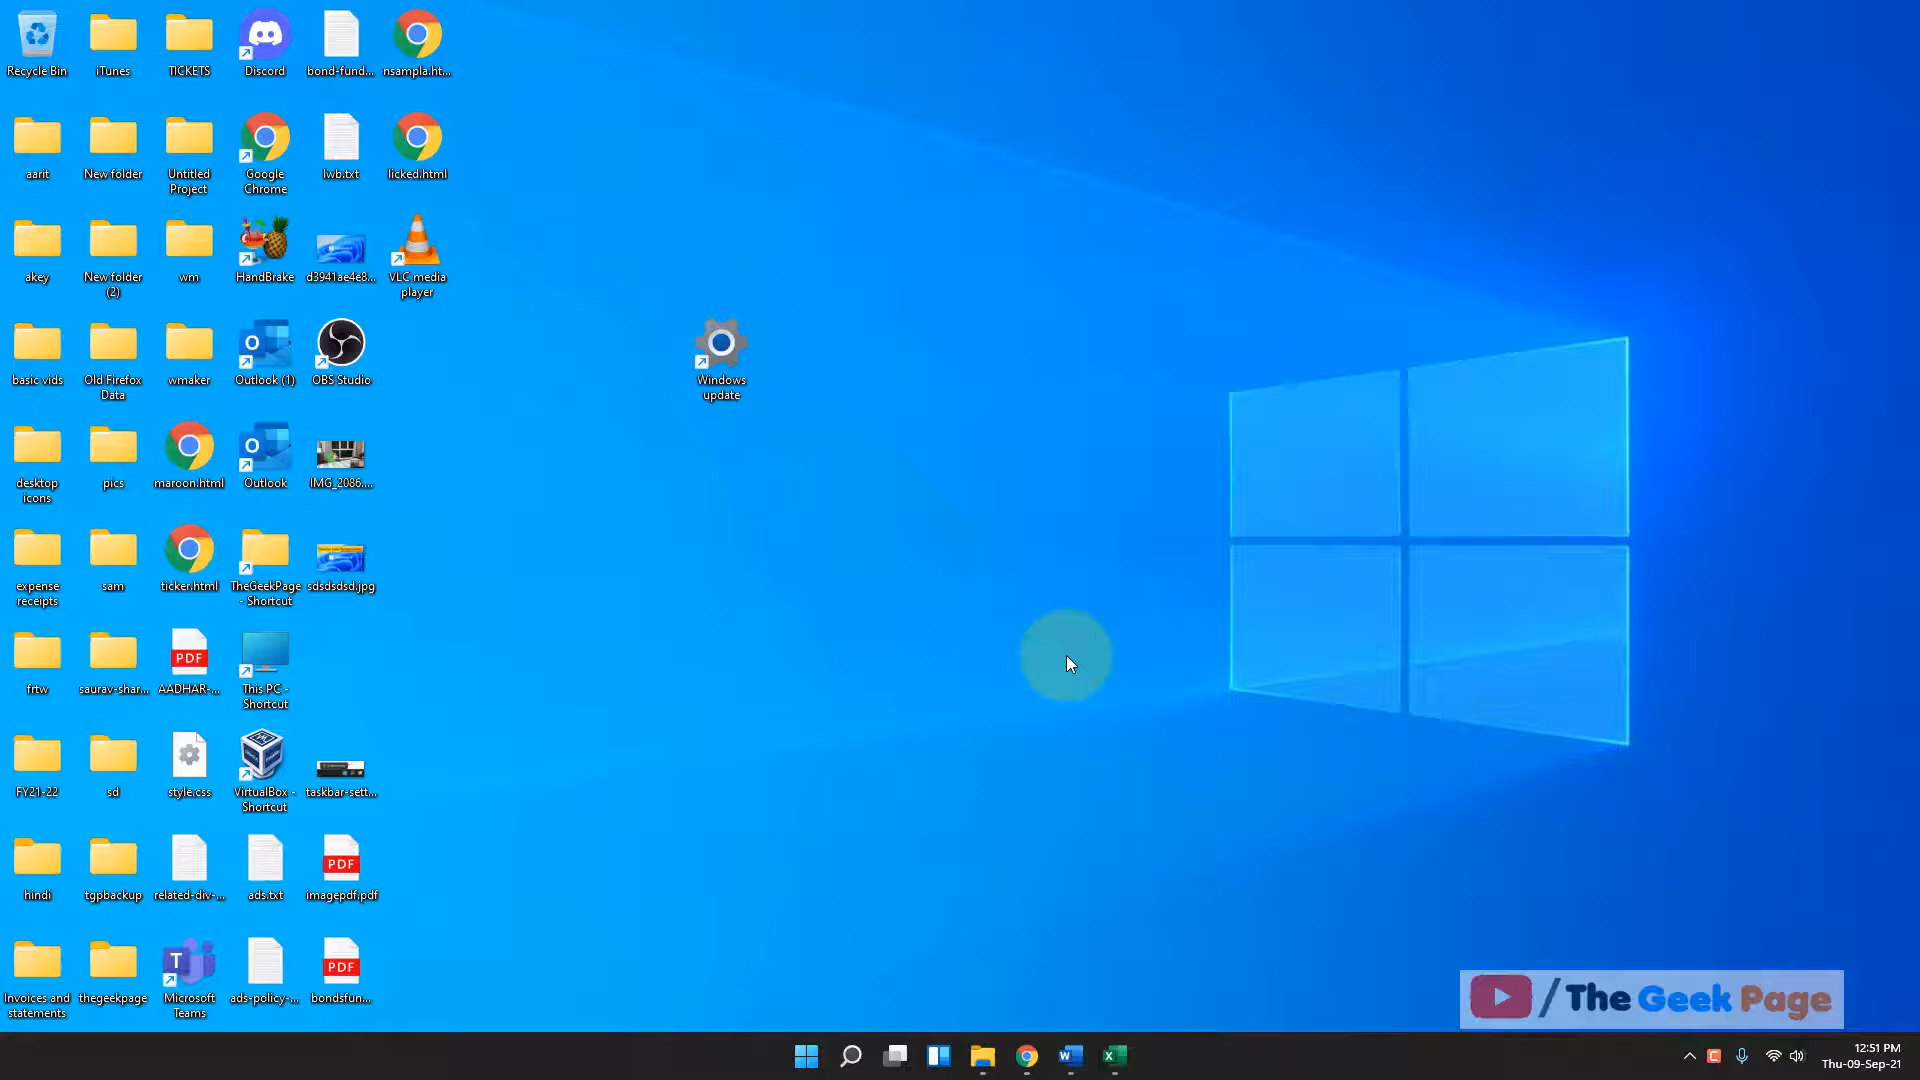 Recycle Bin
iTunes
TICKETS
Discord
bond-fund...
nsampla.ht...
aarit
New folder
Untitled
Project
Google
Chrome
lwb.txt
licked.html
akey
New folder
(2)
wm
HandBrake
d3941ae4e8...
VLC media
player
basic vids
Old Firefox
Data
wmaker
Outlook (1)
OBS Studio
Windows
update
desktop
icons
pics
maroon.html
Outlook
IMG_2086....
expense
receipts
sam
ticker.html
TheGeekPage
- Shortcut
sdsdsdsd.jpg
frtw
saurav-shar...
PDF
AADHAR-...
This PC -
Shortcut
FY21-22
sd
style.css
VirtualBox -
Shortcut
taskbar-sett...
hindi
tgpbackup
related-div-...
ads.txt
PDF
imagepdf.pdf
Invoices and
statements
thegeekpage
Microsoft
Teams
ads-policy-...
PDF
bondsfun...
/The Geek Page
12:51 PM
Thu-09-Sep-21